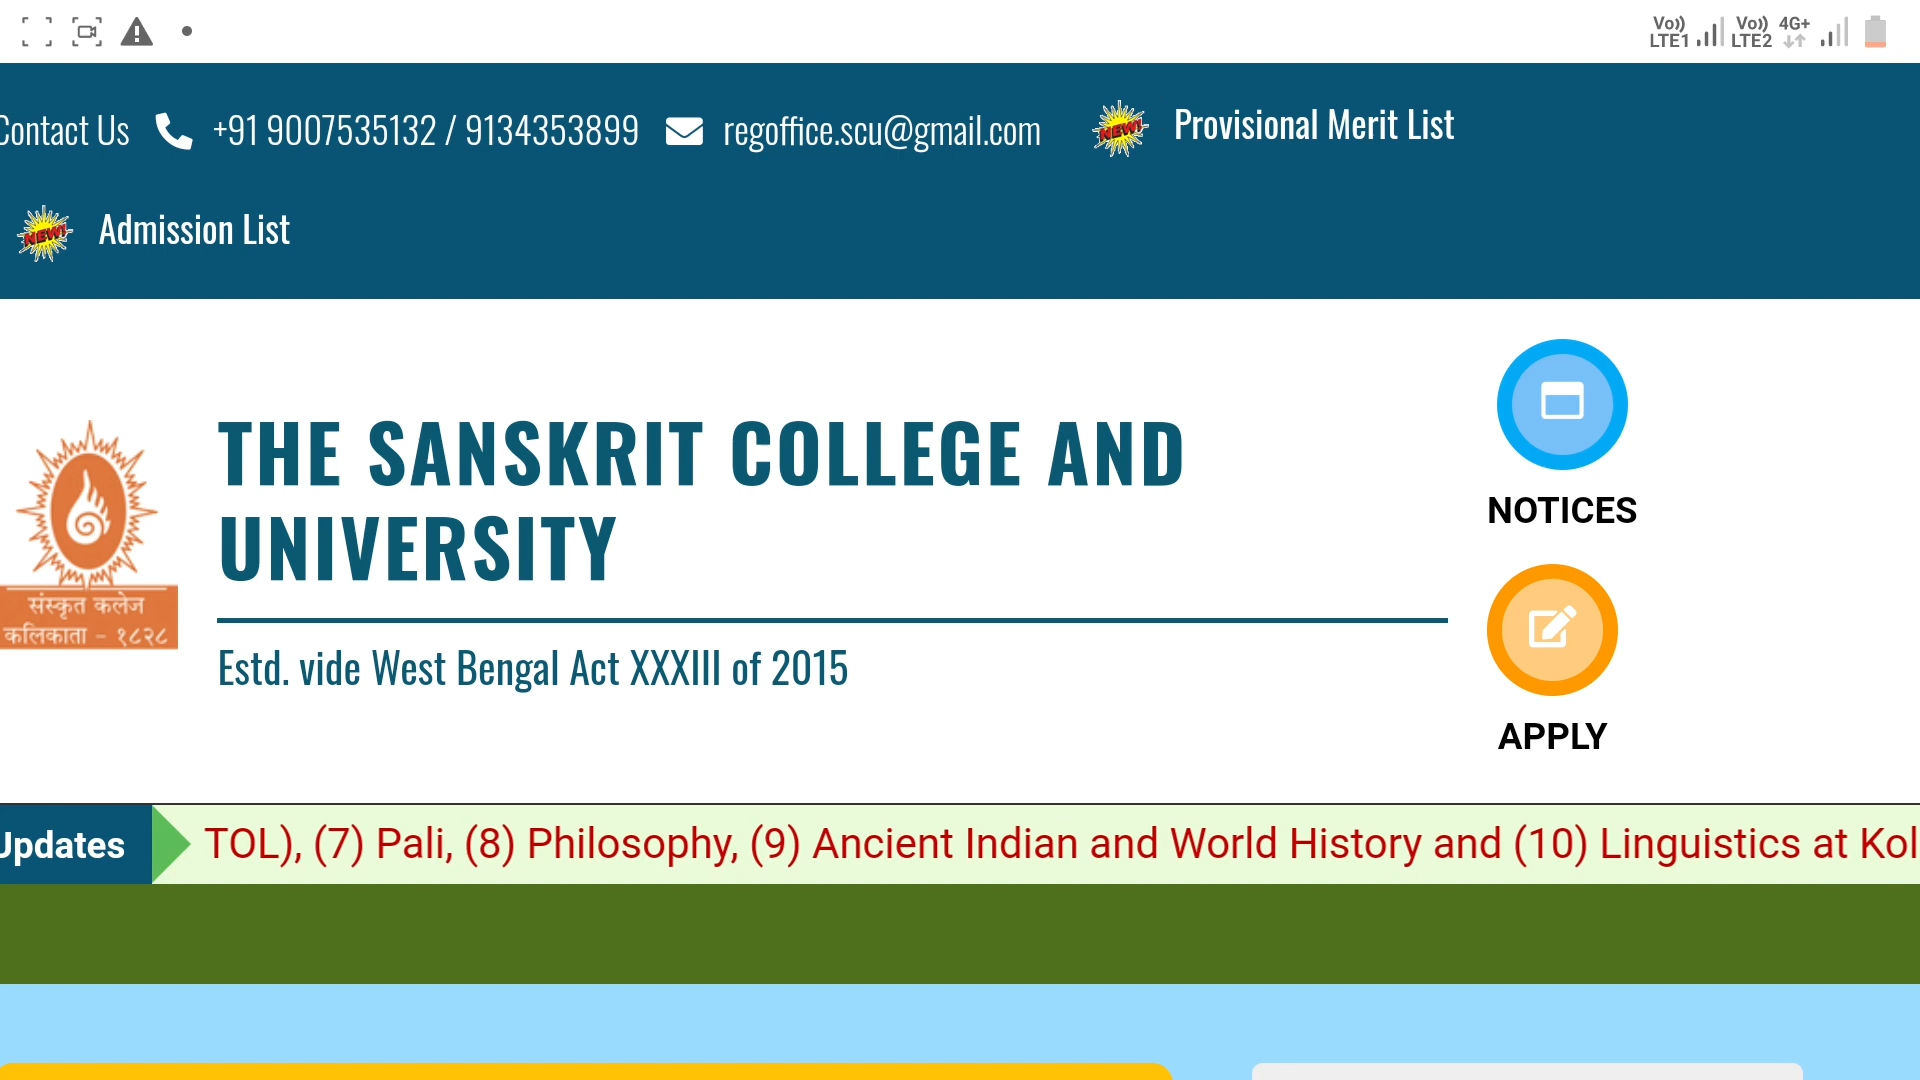 Vo)) LTE1 Vo)) LTE2 4G+
Contact Us +91 9007535132 / 9134353899 regoffice.scu@gmail.com NEW! Provisional Merit List
NEW! Admission List
THE SANSKRIT COLLEGE AND
UNIVERSITY
Estd. vide West Bengal Act XXXIII of 2015
संस्कृत कलेज
कलिकाता - १८२८
NOTICES
APPLY
Updates TOL), (7) Pali, (8) Philosophy, (9) Ancient Indian and World History and (10) Linguistics at Kol